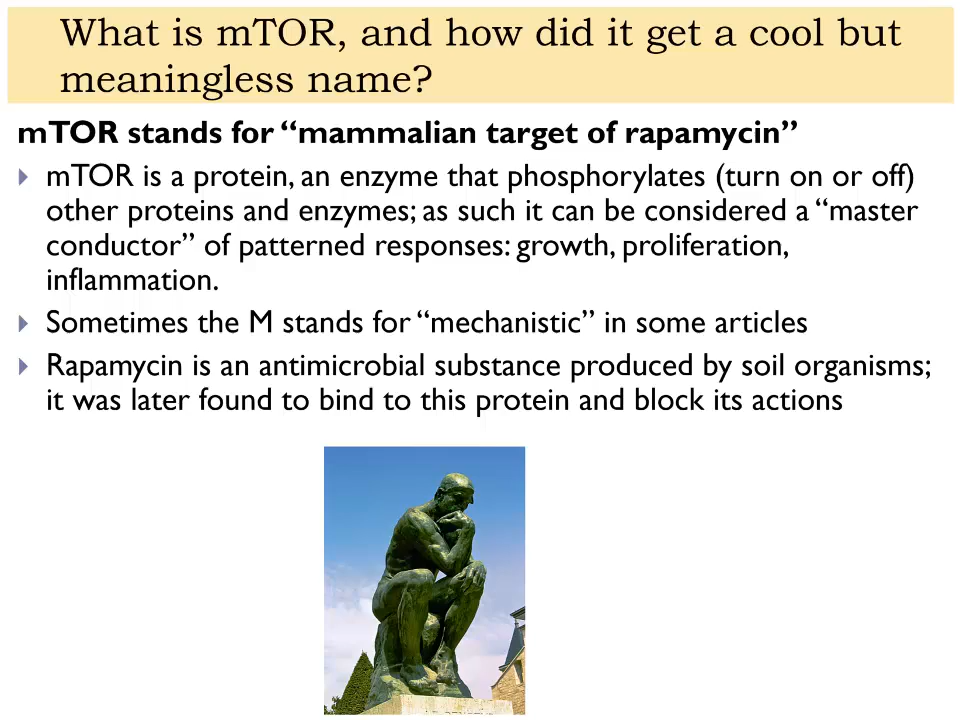 What is mTOR, and how did it get a cool but
meaningless name?
mTOR stands for “mammalian target of rapamycin”
mTOR is a protein, an enzyme that phosphorylates (turn on or off)
other proteins and enzymes; as such it can be considered a “master
conductor” of patterned responses: growth, proliferation,
inflammation.
Sometimes the M stands for “mechanistic” in some articles
Rapamycin is an antimicrobial substance produced by soil organisms;
it was later found to bind to this protein and block its actions